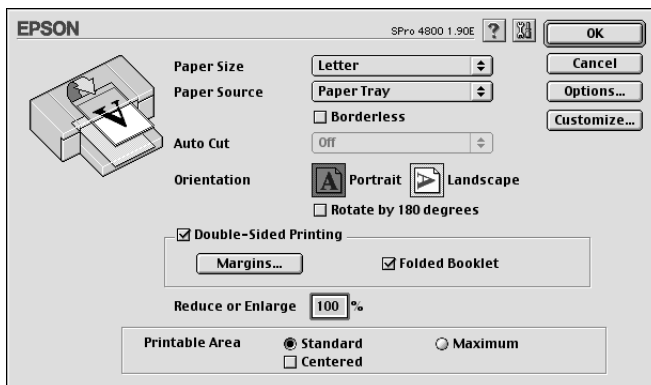 EPSON
SPro 4800 1.90E
?
OK
Paper Size
Letter
Cancel
Paper Source
Paper Tray
Options...
Borderless
Customize...
Auto Cut
Off
Orientation
A
Portrait
A
Landscape
Rotate by 180 degrees
Double-Sided Printing
Margins...
Folded Booklet
Reduce or Enlarge
100
%
Printable Area
Standard
Maximum
Centered
A